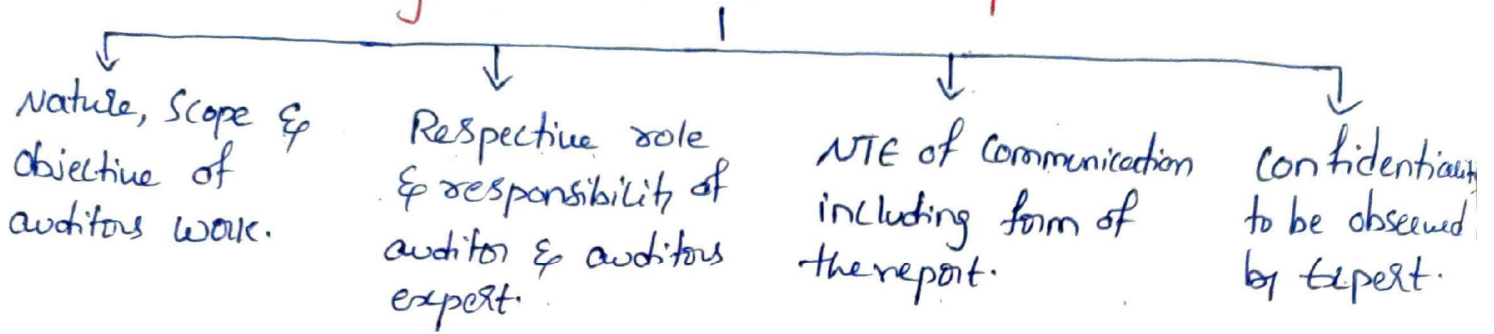 Nature, Scope &
Objective of
auditors work.
Respective role
& responsibility of
auditor & auditors
expert.
NTE of Communication
including form of
the report.
Confidentiality
to be observed
by Expert.